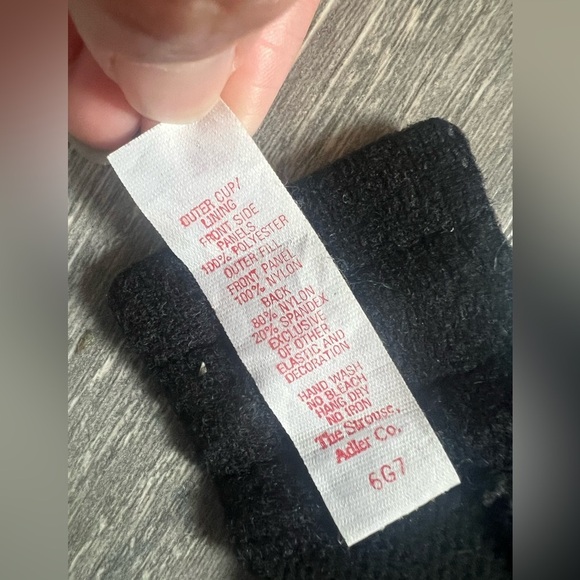 OUTER CUP/
LINING
FRONT SIDE
PANELS
100% POLYESTER
OUTER FILL
FRONT PANEL
100% NYLON
BACK
80% NYLON
20% SPANDEX
EXCLUSIVE
OF OTHER
ELASTIC AND
DECORATION
HAND WASH
NO BLEACH
HANG DRY
NO IRON
The Strouse,
Adler Co.
6G7